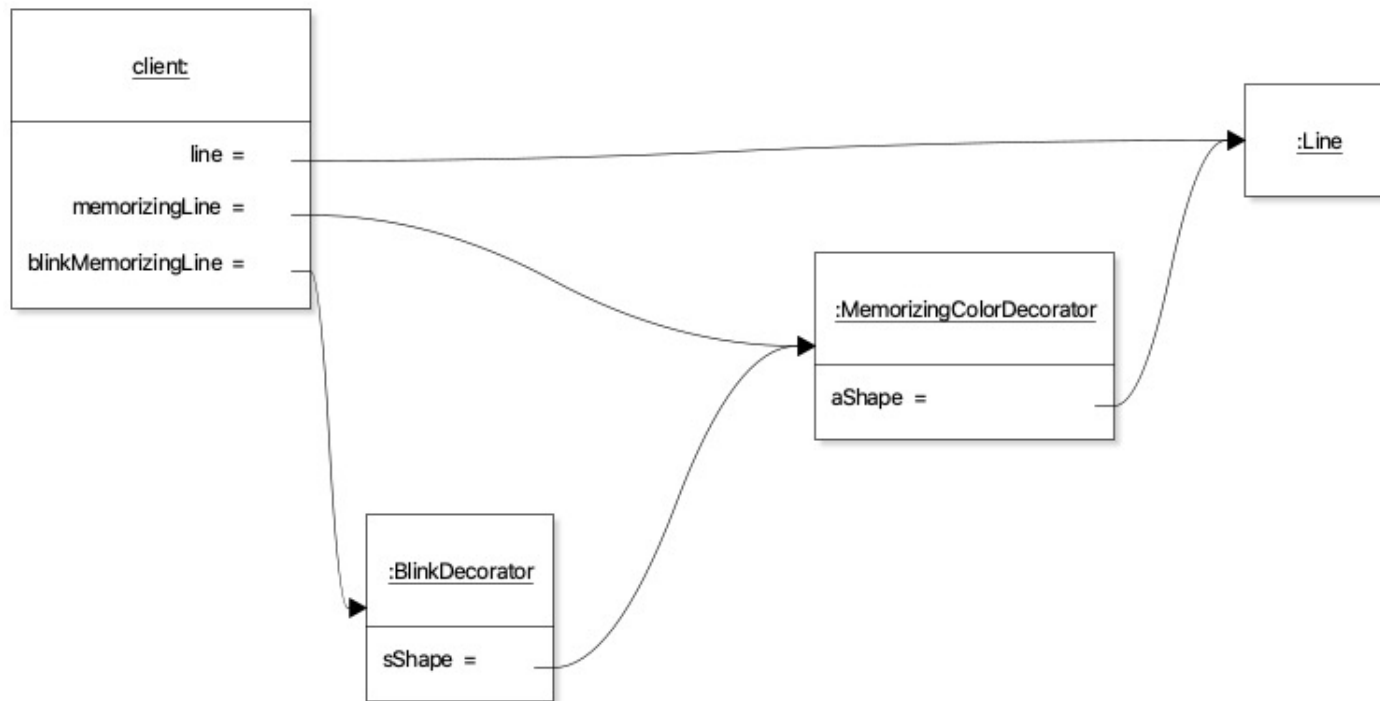 client:
line =
memorizingLine =
blinkMemorizingLine =
:Line
:MemorizingColorDecorator
aShape =
:BlinkDecorator
sShape =